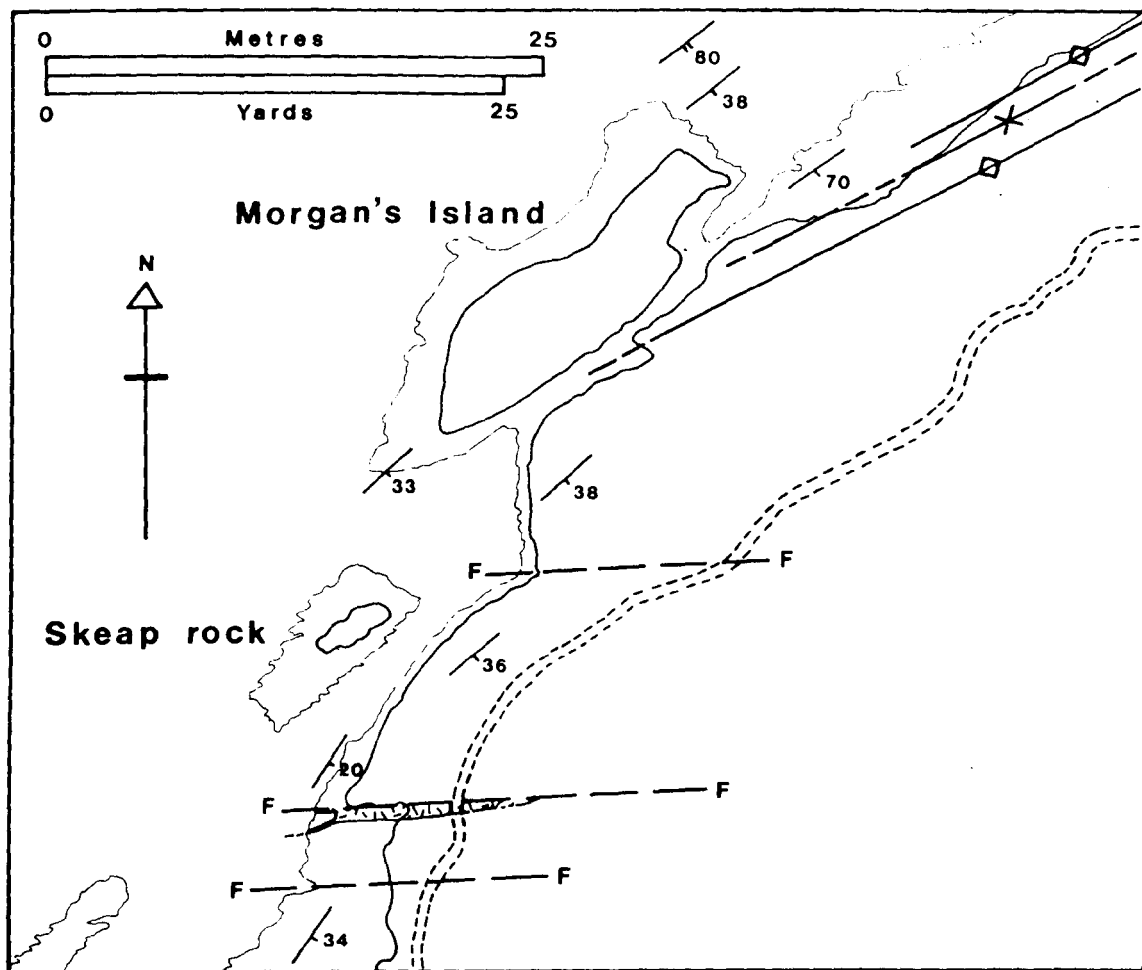 0 Metres 25
0 Yards 25
80
38
70
Morgan's Island
N
33
38
F F
Skeap rock
36
20
F F
F F
34